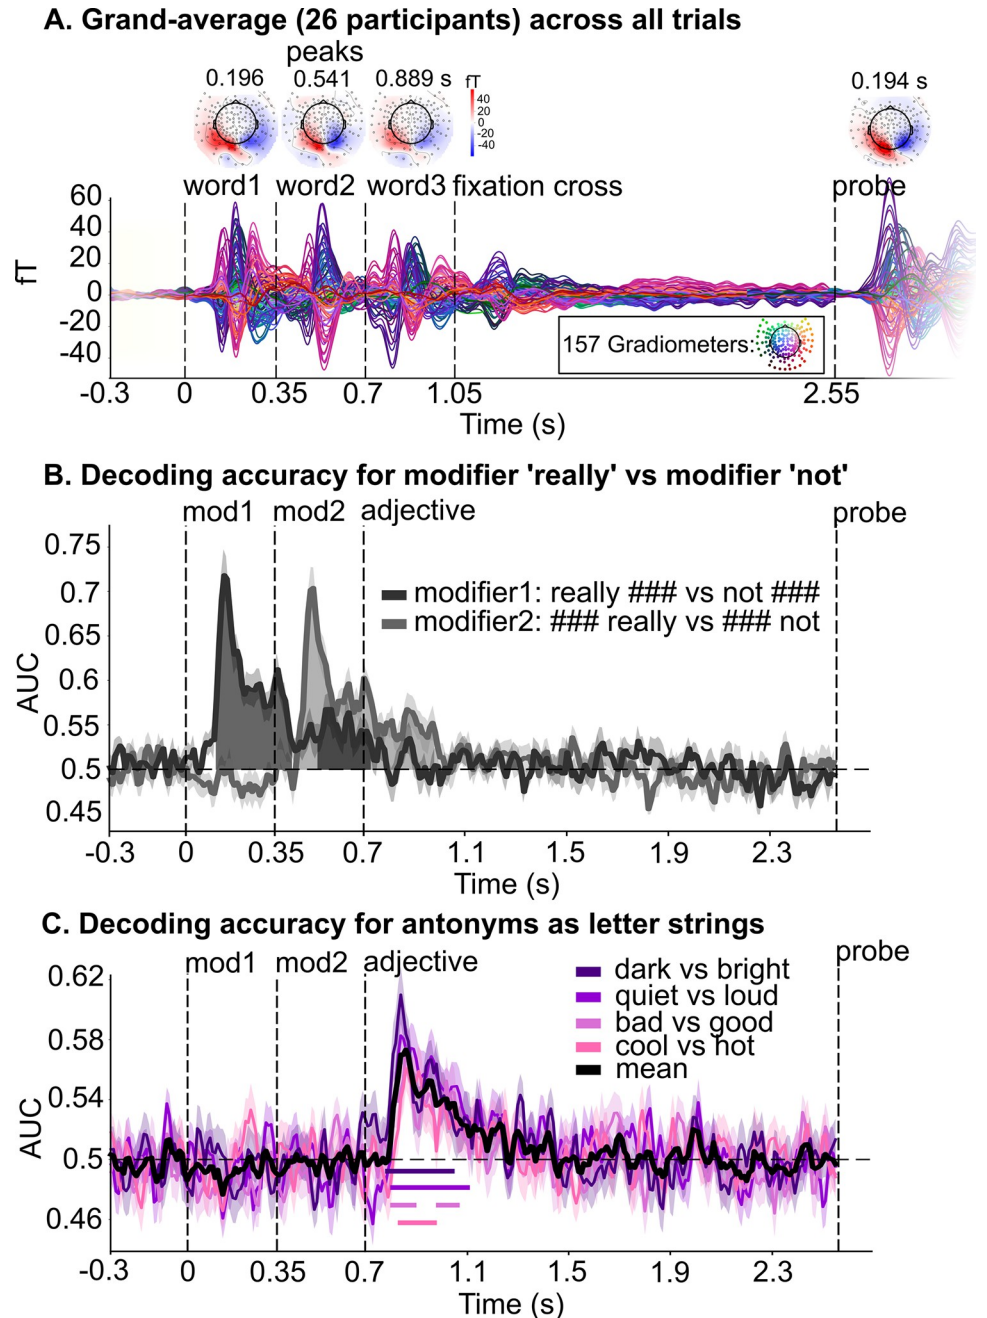 A. Grand-average (26 participants) across all trials
peaks
0.196 0.541 0.889 s fT 0.194 s
40
20
0
-20
-40
word1 word2 word3 fixation cross probe
60
40
20
0
-20
-40
fT
157 Gradiometers:
-0.3 0 0.35 0.7 1.05 2.55
Time (s)
B. Decoding accuracy for modifier 'really' vs modifier 'not'
mod1 mod2 adjective probe
0.75
0.7
0.65
0.6
0.55
0.5
0.45
AUC
modifier1: really ### vs not ###
modifier2: ### really vs ### not
-0.3 0 0.35 0.7 1.1 1.5 1.9 2.3
Time (s)
C. Decoding accuracy for antonyms as letter strings
mod1 mod2 adjective probe
0.62
0.58
0.54
0.5
0.46
AUC
dark vs bright
quiet vs loud
bad vs good
cool vs hot
mean
-0.3 0 0.35 0.7 1.1 1.5 1.9 2.3
Time (s)